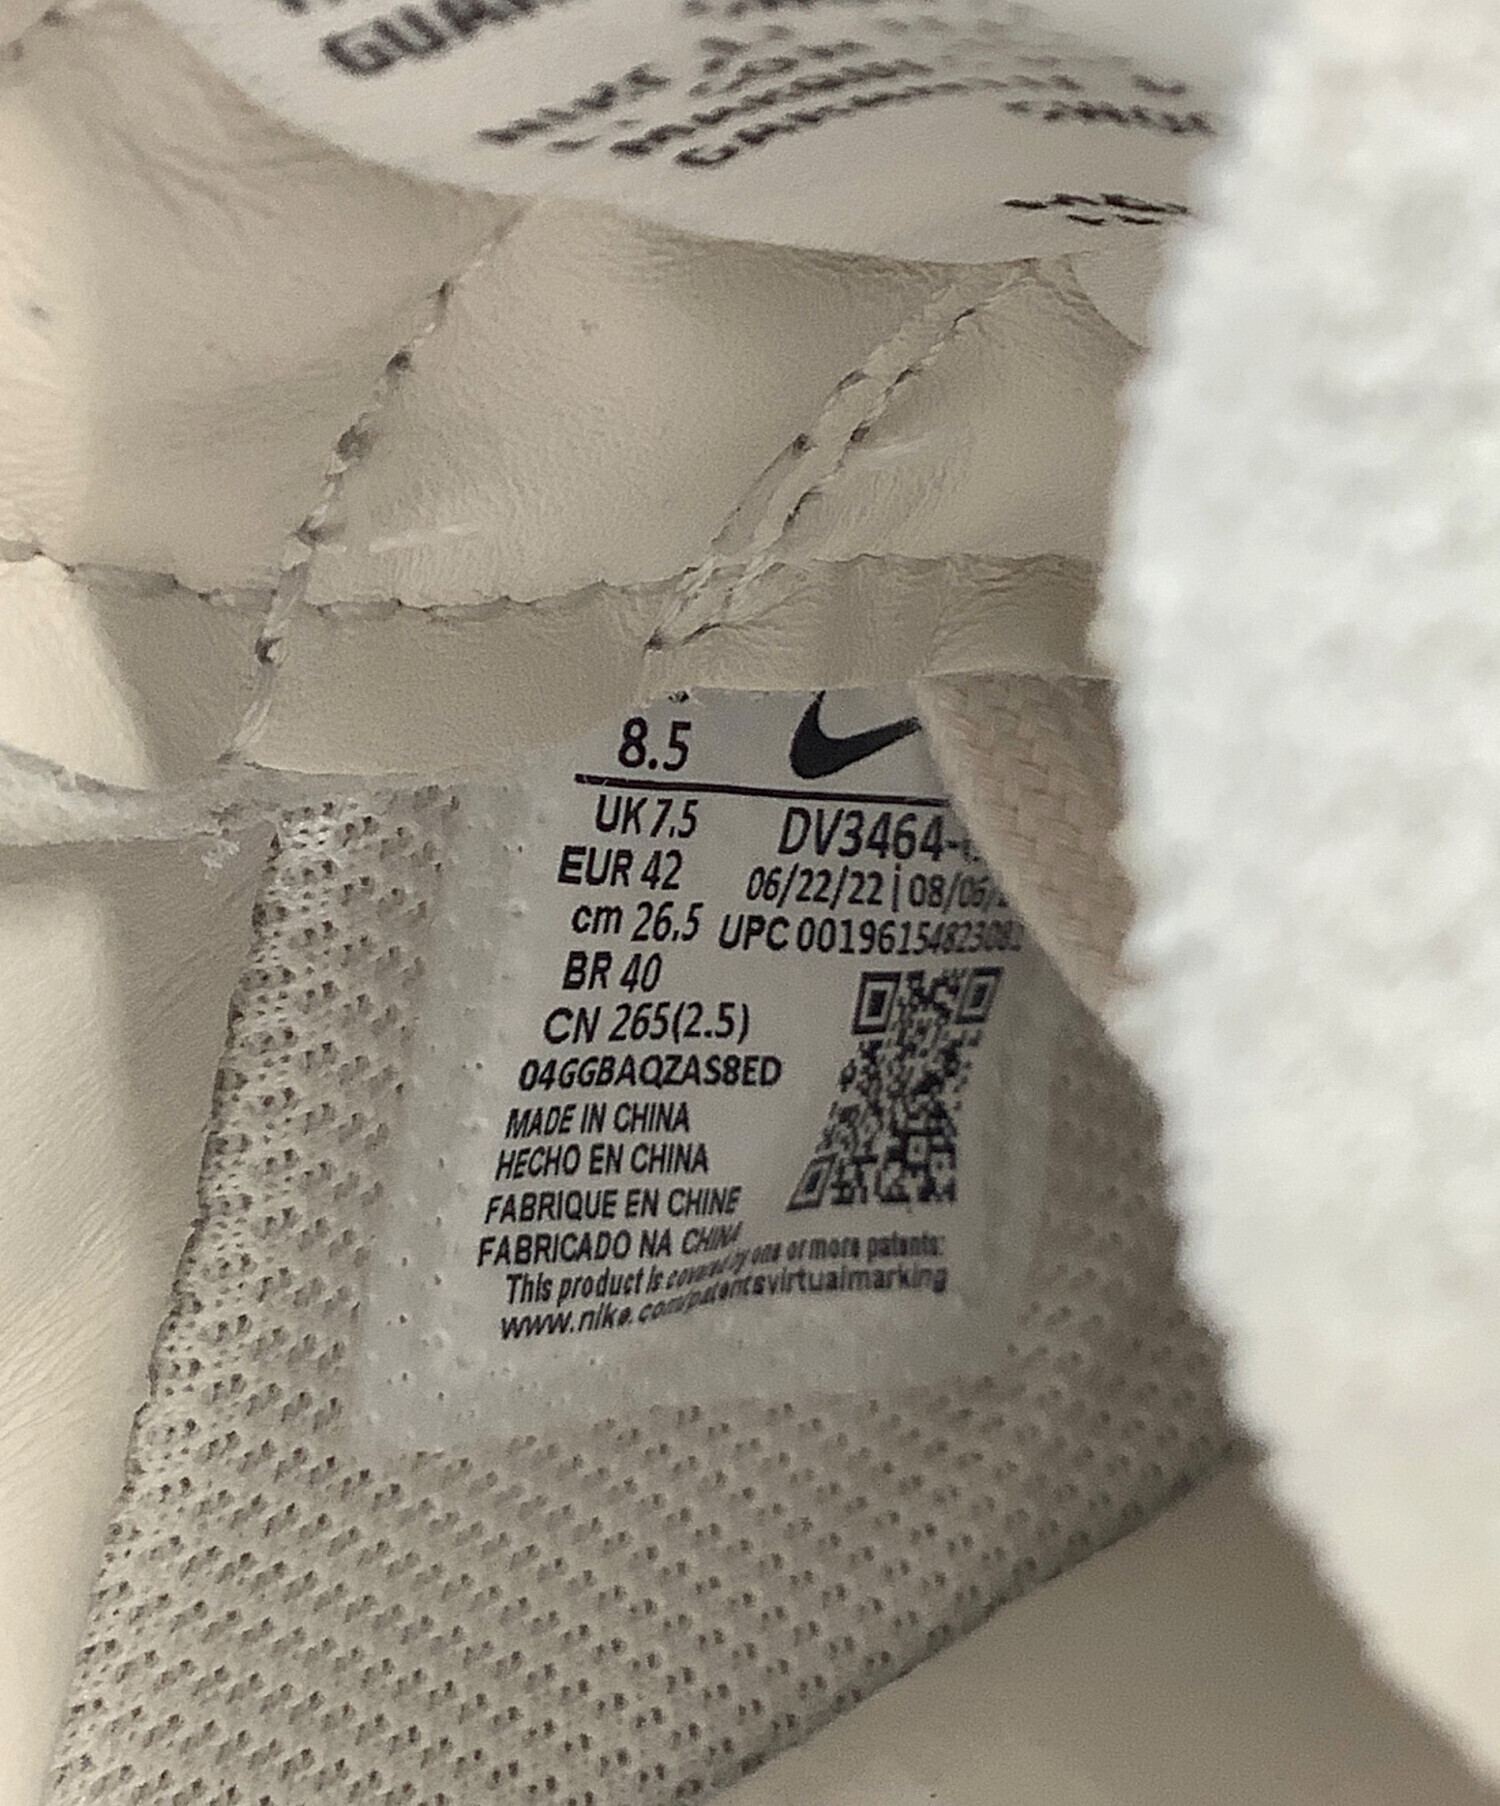 8.5
UK 7.5
DV3464-
EUR 42
06/22/22 | 08/06/
cm 26.5
UPC 00196154823083
BR 40
CN 265(2.5)
04GGBAQZAS8ED
MADE IN CHINA
HECHO EN CHINA
FABRIQUE EN CHINE
FABRICADO NA CHINA
This product is covered by one or more patents:
www.nike.com/patentsvirtualmarking